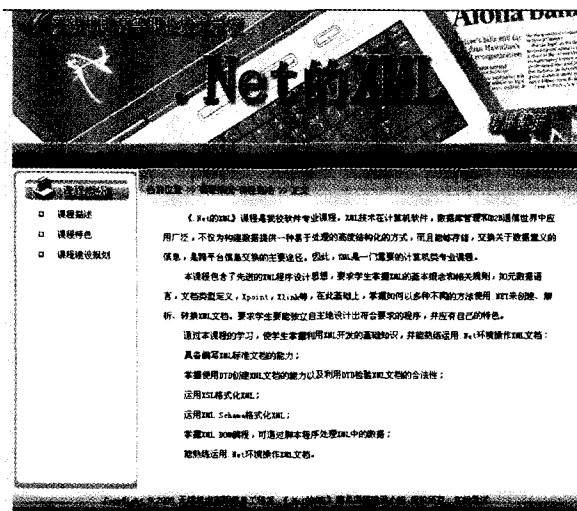 Aloha
.Net的XML
课程描述
课程特色
课程建设规划
《.Net的XML》课程是我校软件专业课程。XML技术在计算机软件，数据库管理和B2B通信世界中应
用广泛，不仅为构建数据提供一种易于处理的高度结构化的方式，而且能够存储，交换关于数据意义的
信息，是跨平台信息交换的主要途径。因此，XML是一门重要的计算机类专业课程。
本课程包含了先进的XML程序设计思想，要求学生掌握XML的基本概念和相关规则，如元数据语
言，文档类型定义，Xpoint，Xlink等，在此基础上，掌握如何以多种不同的方法使用.NET来创建、解
析、转换XML文档。要求学生要能独立自主地设计出符合要求的程序，并应有自己的特色。
通过本课程的学习，使学生掌握利用XML开发的基础知识，并能熟练运用.Net环境操作XML文档：
具备编写XML标准文档的能力；
掌握使用DTD创建XML文档的能力以及利用DTD检验XML文档的合法性；
运用XSL格式化XML；
运用XML Schema格式化XML；
掌握XML DOM编程，可通过脚本程序处理XML中的数据；
能熟练运用.Net环境操作XML文档。